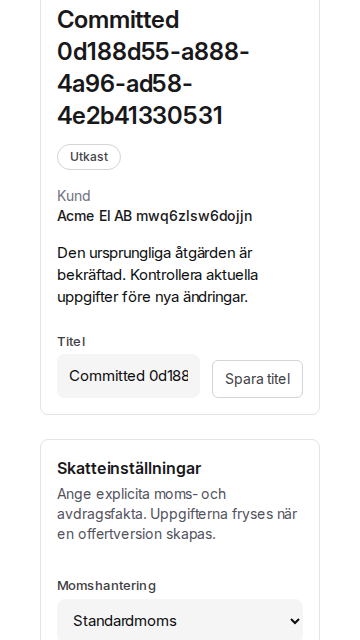 Committed
0d188d55-a888-
4a96-ad58-
4e2b41330531
Utkast
Kund
Acme El AB mwq6zlsw6dojjn
Den ursprungliga åtgärden är
bekräftad. Kontrollera aktuella
uppgifter före nya ändringar.
Titel
Committed 0d188
Spara titel
Skatteinställningar
Ange explicita moms- och
avdragsfakta. Uppgifterna fryses när
en offertversion skapas.
Momshantering
Standardmoms